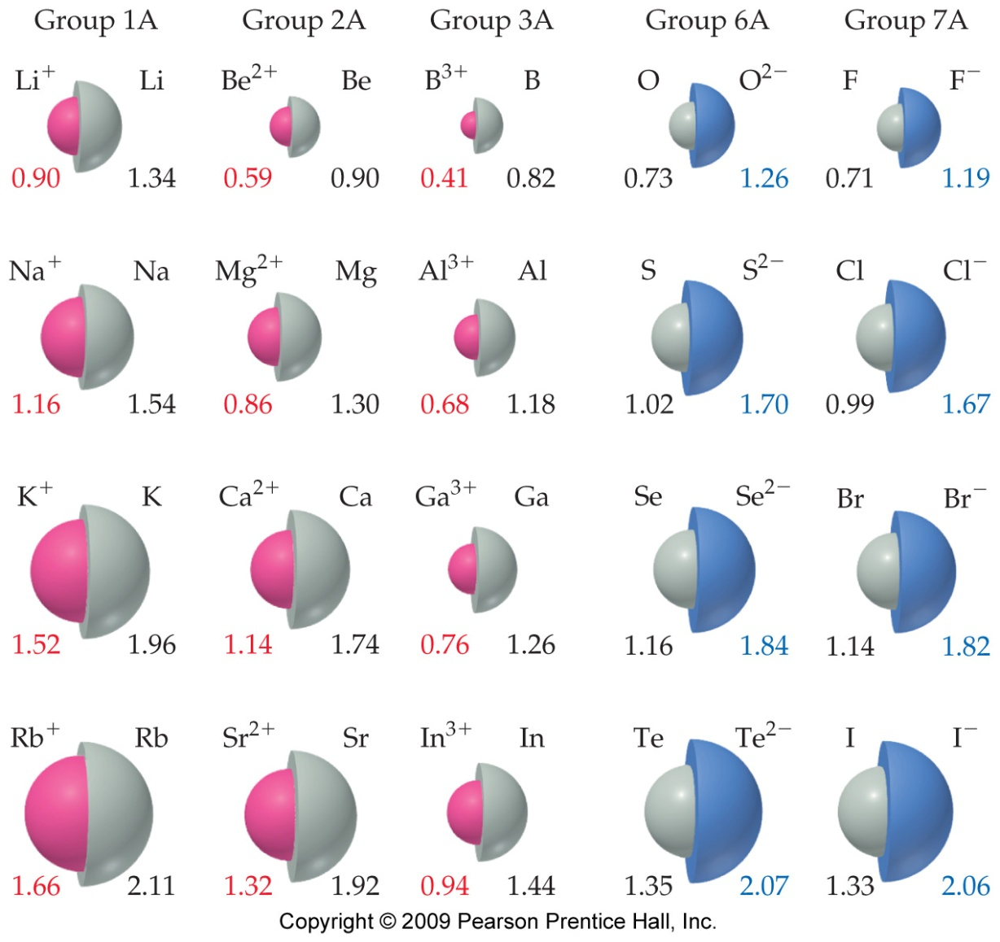 Group 1A Group 2A Group 3A Group 6A Group 7A
Li⁺ Li Be²⁺ Be B³⁺ B O O²⁻ F F⁻
0.90 1.34 0.59 0.90 0.41 0.82 0.73 1.26 0.71 1.19
Na⁺ Na Mg²⁺ Mg Al³⁺ Al S S²⁻ Cl Cl⁻
1.16 1.54 0.86 1.30 0.68 1.18 1.02 1.70 0.99 1.67
K⁺ K Ca²⁺ Ca Ga³⁺ Ga Se Se²⁻ Br Br⁻
1.52 1.96 1.14 1.74 0.76 1.26 1.16 1.84 1.14 1.82
Rb⁺ Rb Sr²⁺ Sr In³⁺ In Te Te²⁻ I I⁻
1.66 2.11 1.32 1.92 0.94 1.44 1.35 2.07 1.33 2.06
Copyright © 2009 Pearson Prentice Hall, Inc.